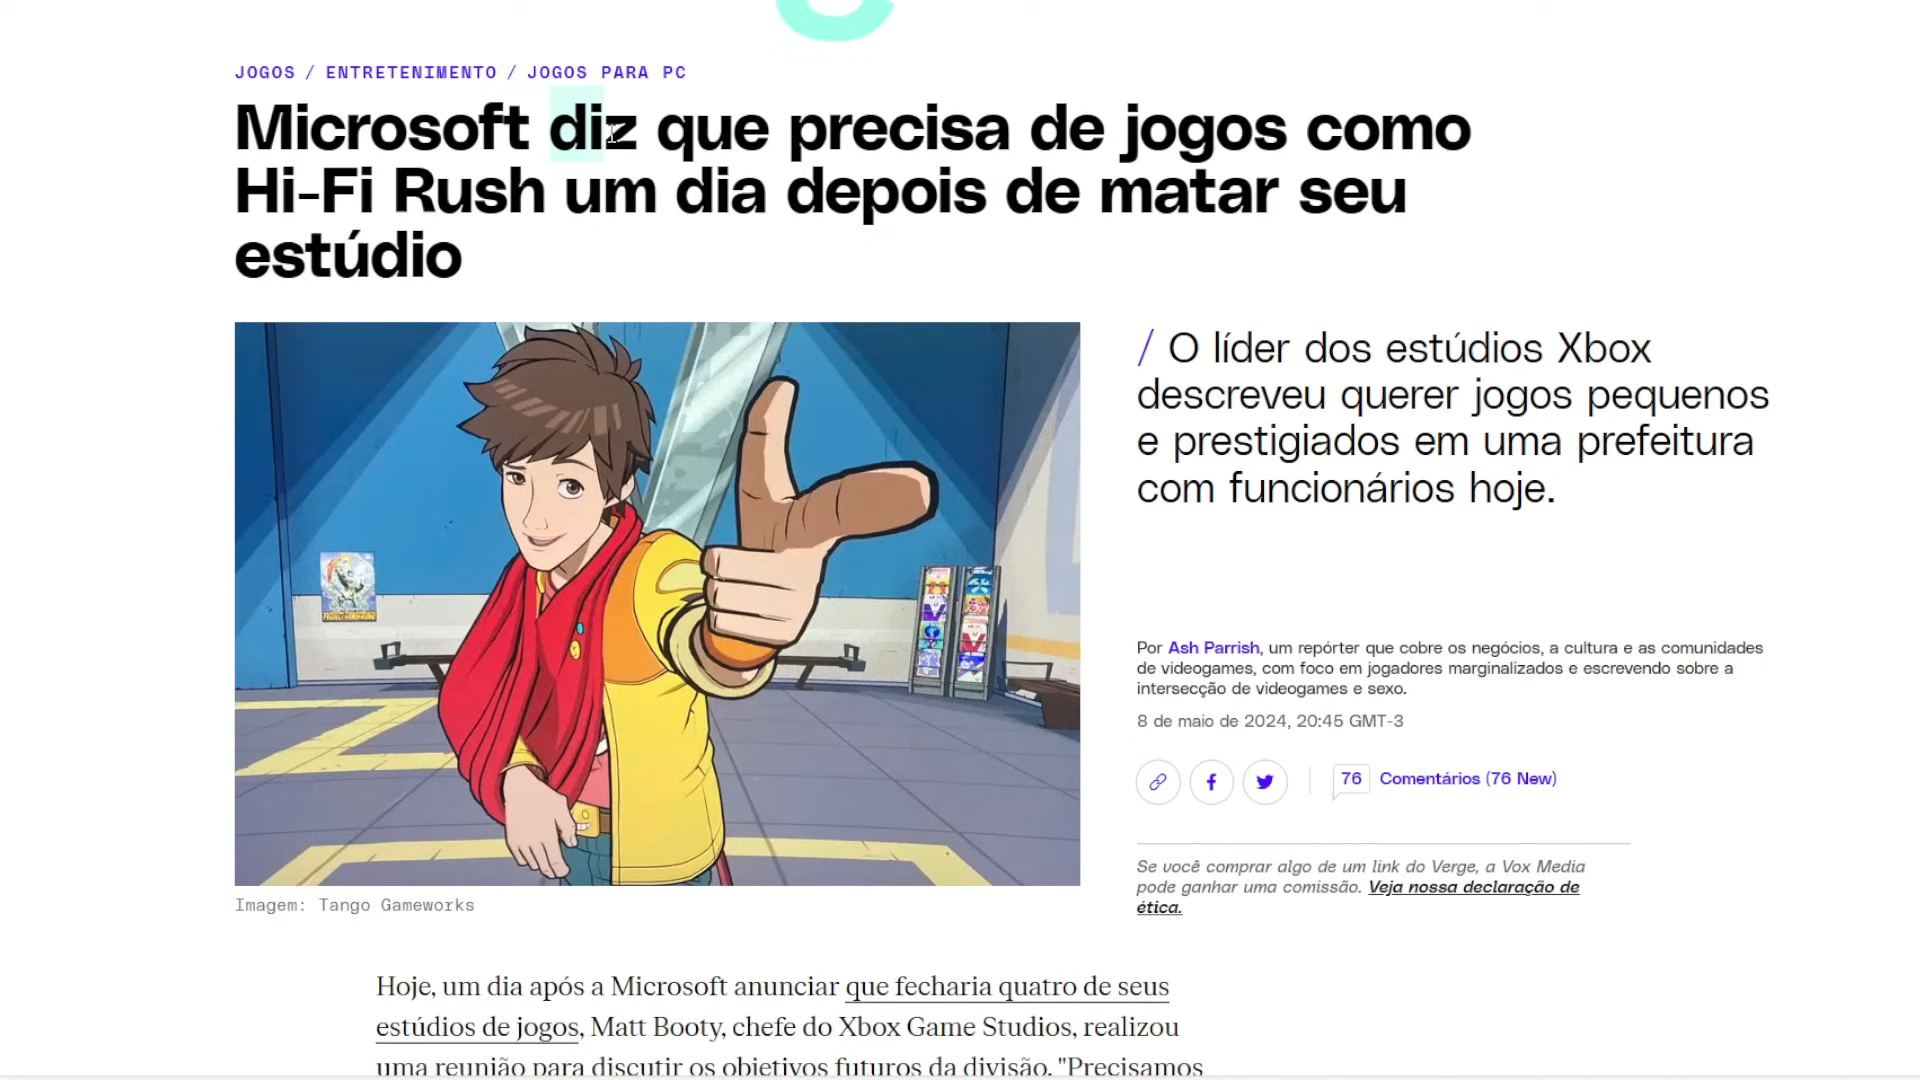 JOGOS / ENTRETENIMENTO / JOGOS PARA PC
Microsoft diz que precisa de jogos como
Hi-Fi Rush um dia depois de matar seu
estúdio
/ O líder dos estúdios Xbox
descreveu querer jogos pequenos
e prestigiados em uma prefeitura
com funcionários hoje.
Por Ash Parrish, um repórter que cobre os negócios, a cultura e as comunidades
de videogames, com foco em jogadores marginalizados e escrevendo sobre a
intersecção de videogames e sexo.
8 de maio de 2024, 20:45 GMT-3
76 Comentários (76 New)
Se você comprar algo de um link do Verge, a Vox Media
pode ganhar uma comissão. Veja nossa declaração de
ética.
Imagem: Tango Gameworks
Hoje, um dia após a Microsoft anunciar que fecharia quatro de seus
estúdios de jogos, Matt Booty, chefe do Xbox Game Studios, realizou
uma reunião para discutir os objetivos futuros da divisão. "Precisamos